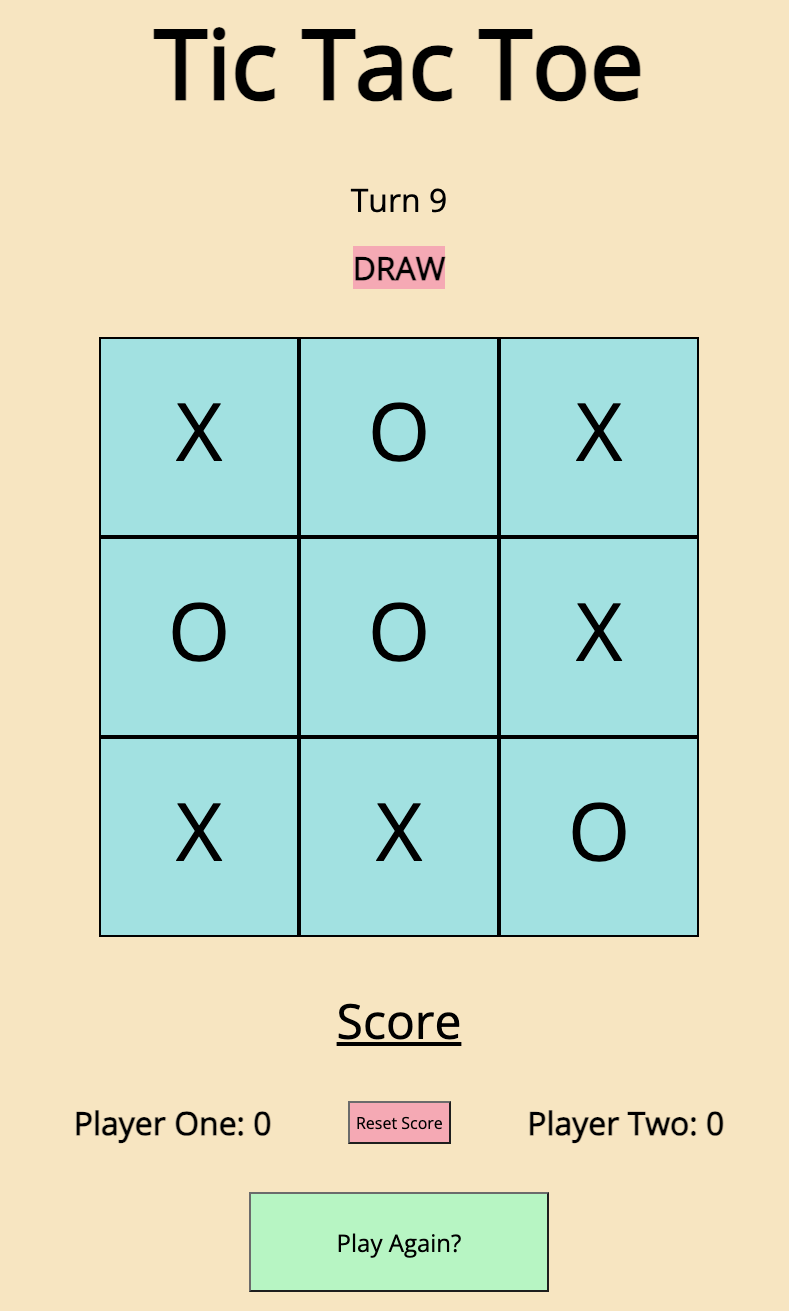 Tic Tac Toe
Turn 9
DRAW
X O X
O O X
X X O
Score
Player One: 0 Reset Score Player Two: 0
Play Again?